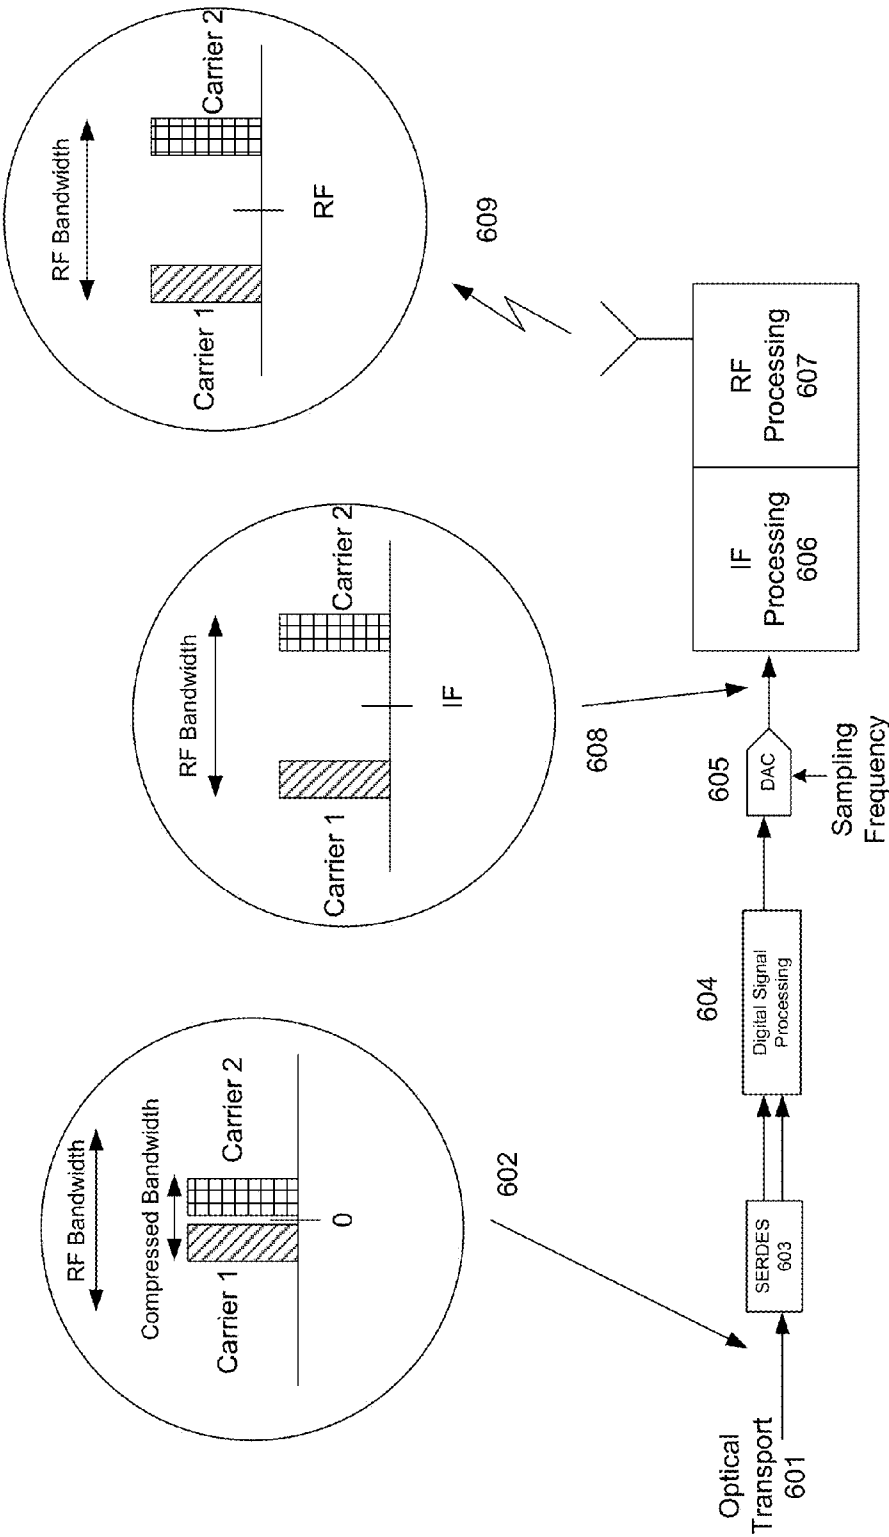 RF Bandwidth
Compressed Bandwidth
Carrier 1
Carrier 2
0
602
RF Bandwidth
Carrier 1
Carrier 2
IF
608
RF Bandwidth
Carrier 1
Carrier 2
RF
609
Optical
Transport
601
SERDES
603
604
Digital Signal
Processing
605
DAC
Sampling
Frequency
IF
Processing
606
RF
Processing
607